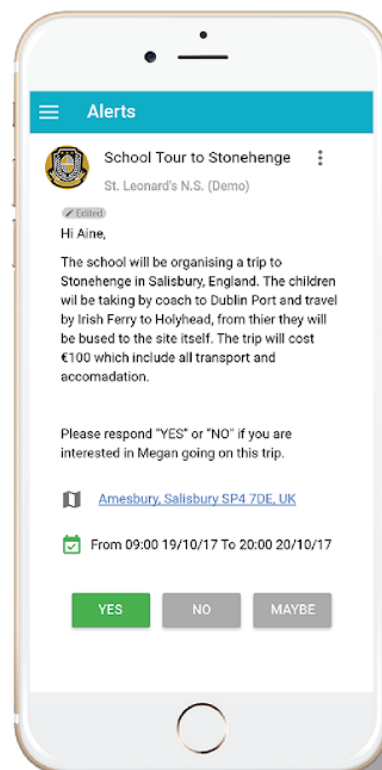 Alerts
School Tour to Stonehenge
St. Leonard's N.S. (Demo)
Edited
Hi Aine,
The school will be organising a trip to
Stonehenge in Salisbury, England. The children
wil be taking by coach to Dublin Port and travel
by Irish Ferry to Holyhead, from thier they will
be bused to the site itself. The trip will cost
€100 which include all transport and
accomadation.
Please respond "YES" or "NO" if you are
interested in Megan going on this trip.
Amesbury, Salisbury SP4 7DE, UK
From 09:00 19/10/17 To 20:00 20/10/17
YES NO MAYBE